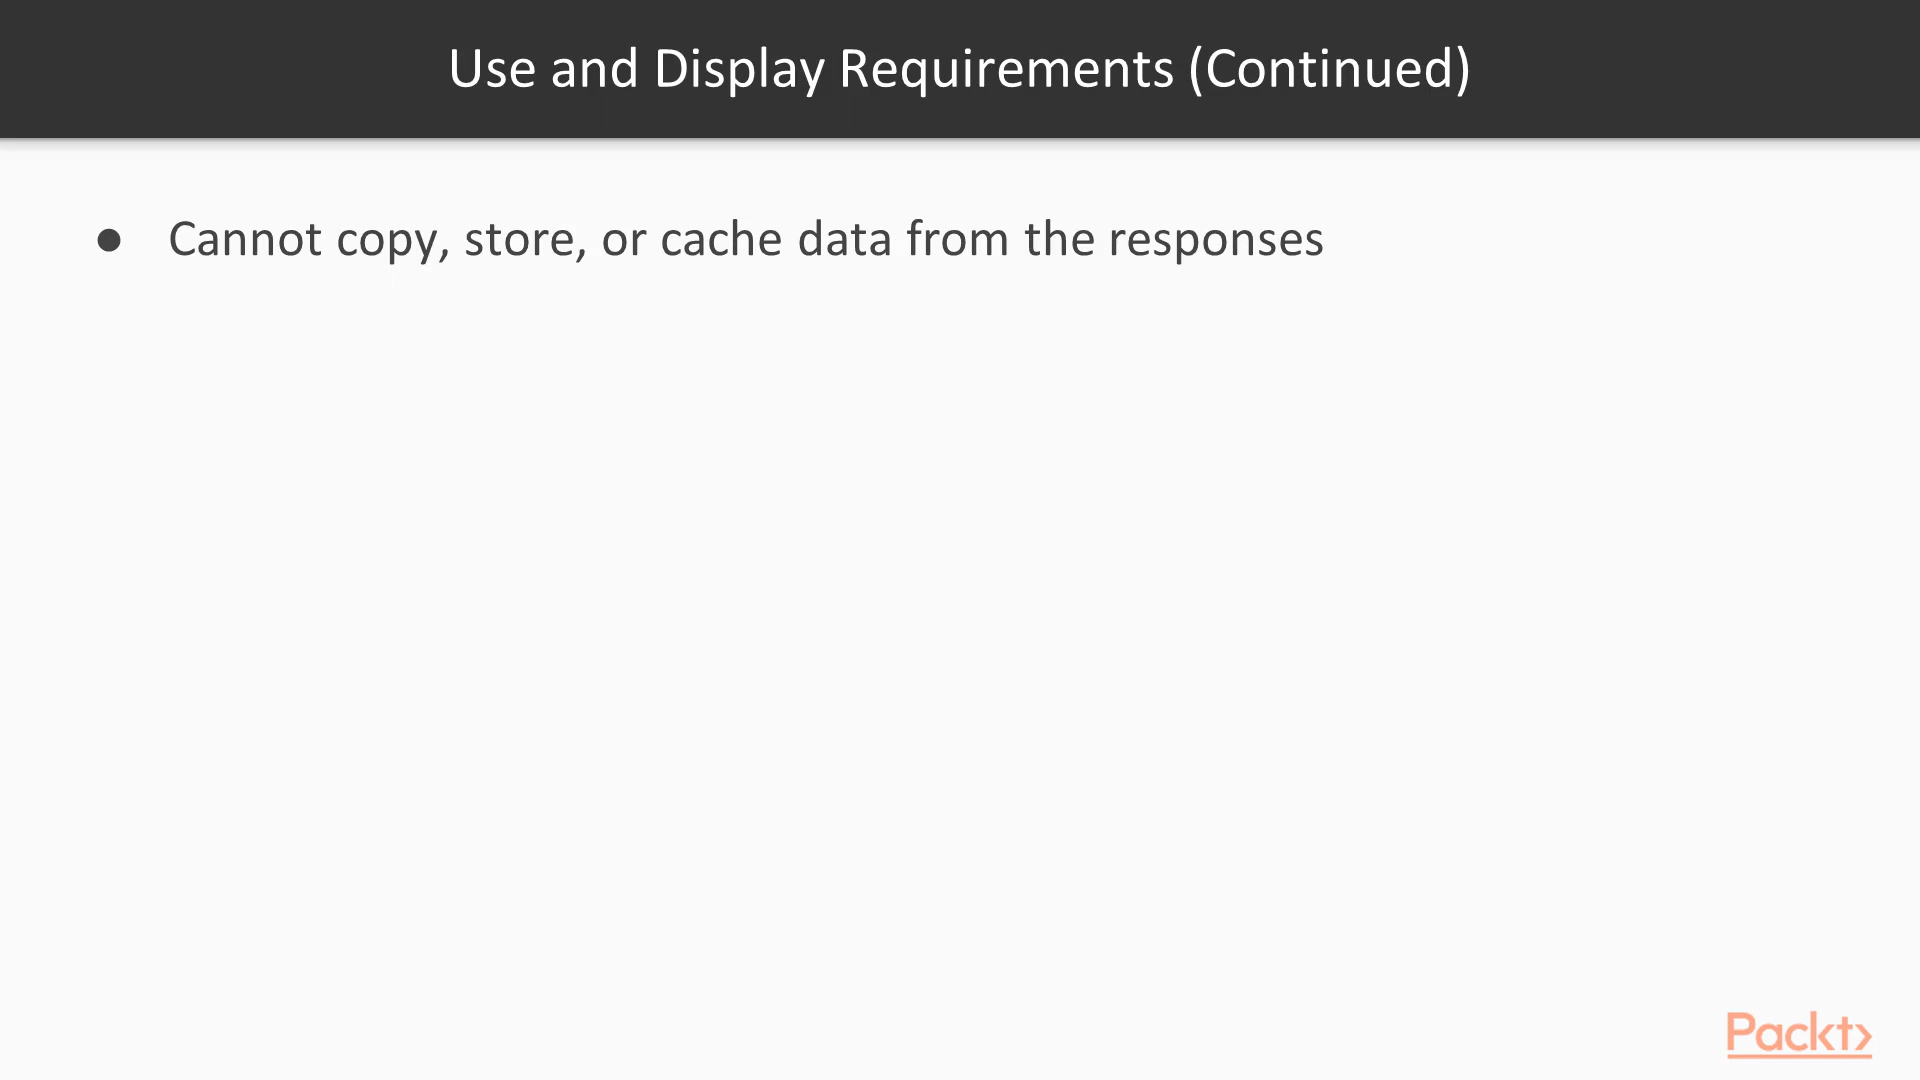 Use and Display Requirements (Continued)
● Cannot copy, store, or cache data from the responses
Packt>